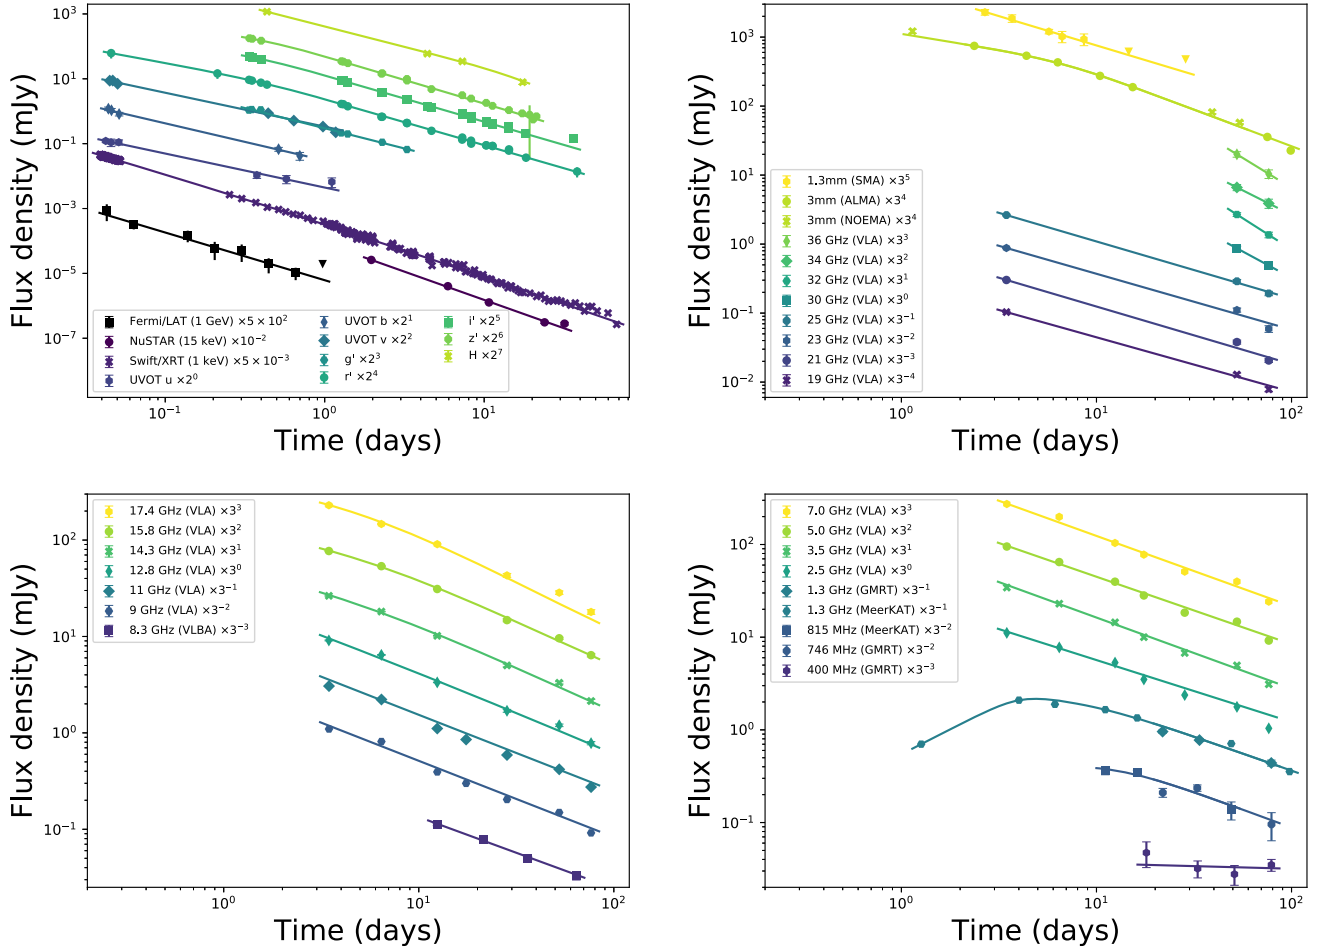 10³
10¹
10⁻¹
10⁻³
10⁻⁵
10⁻⁷
Flux density (mJy)
Fermi/LAT (1 GeV) ×5 × 10²
NuSTAR (15 keV) ×10⁻²
Swift/XRT (1 keV) ×5 × 10⁻³
UVOT u ×2⁰
UVOT b ×2¹
UVOT v ×2²
g' ×2³
r' ×2⁴
i' ×2⁵
z' ×2⁶
H ×2⁷
10⁻¹ 10⁰ 10¹
Time (days)
10³
10²
10¹
10⁰
10⁻¹
10⁻²
Flux density (mJy)
1.3mm (SMA) ×3⁵
3mm (ALMA) ×3⁴
3mm (NOEMA) ×3⁴
36 GHz (VLA) ×3³
34 GHz (VLA) ×3²
32 GHz (VLA) ×3¹
30 GHz (VLA) ×3⁰
25 GHz (VLA) ×3⁻¹
23 GHz (VLA) ×3⁻²
21 GHz (VLA) ×3⁻³
19 GHz (VLA) ×3⁻⁴
10⁰ 10¹ 10²
Time (days)
10²
10¹
10⁰
10⁻¹
Flux density (mJy)
17.4 GHz (VLA) ×3³
15.8 GHz (VLA) ×3²
14.3 GHz (VLA) ×3¹
12.8 GHz (VLA) ×3⁰
11 GHz (VLA) ×3⁻¹
9 GHz (VLA) ×3⁻²
8.3 GHz (VLBA) ×3⁻³
10⁰ 10¹ 10²
Time (days)
10²
10¹
10⁰
10⁻¹
Flux density (mJy)
7.0 GHz (VLA) ×3³
5.0 GHz (VLA) ×3²
3.5 GHz (VLA) ×3¹
2.5 GHz (VLA) ×3⁰
1.3 GHz (GMRT) ×3⁻¹
1.3 GHz (MeerKAT) ×3⁻¹
815 MHz (MeerKAT) ×3⁻²
746 MHz (GMRT) ×3⁻²
400 MHz (GMRT) ×3⁻³
10⁰ 10¹ 10²
Time (days)